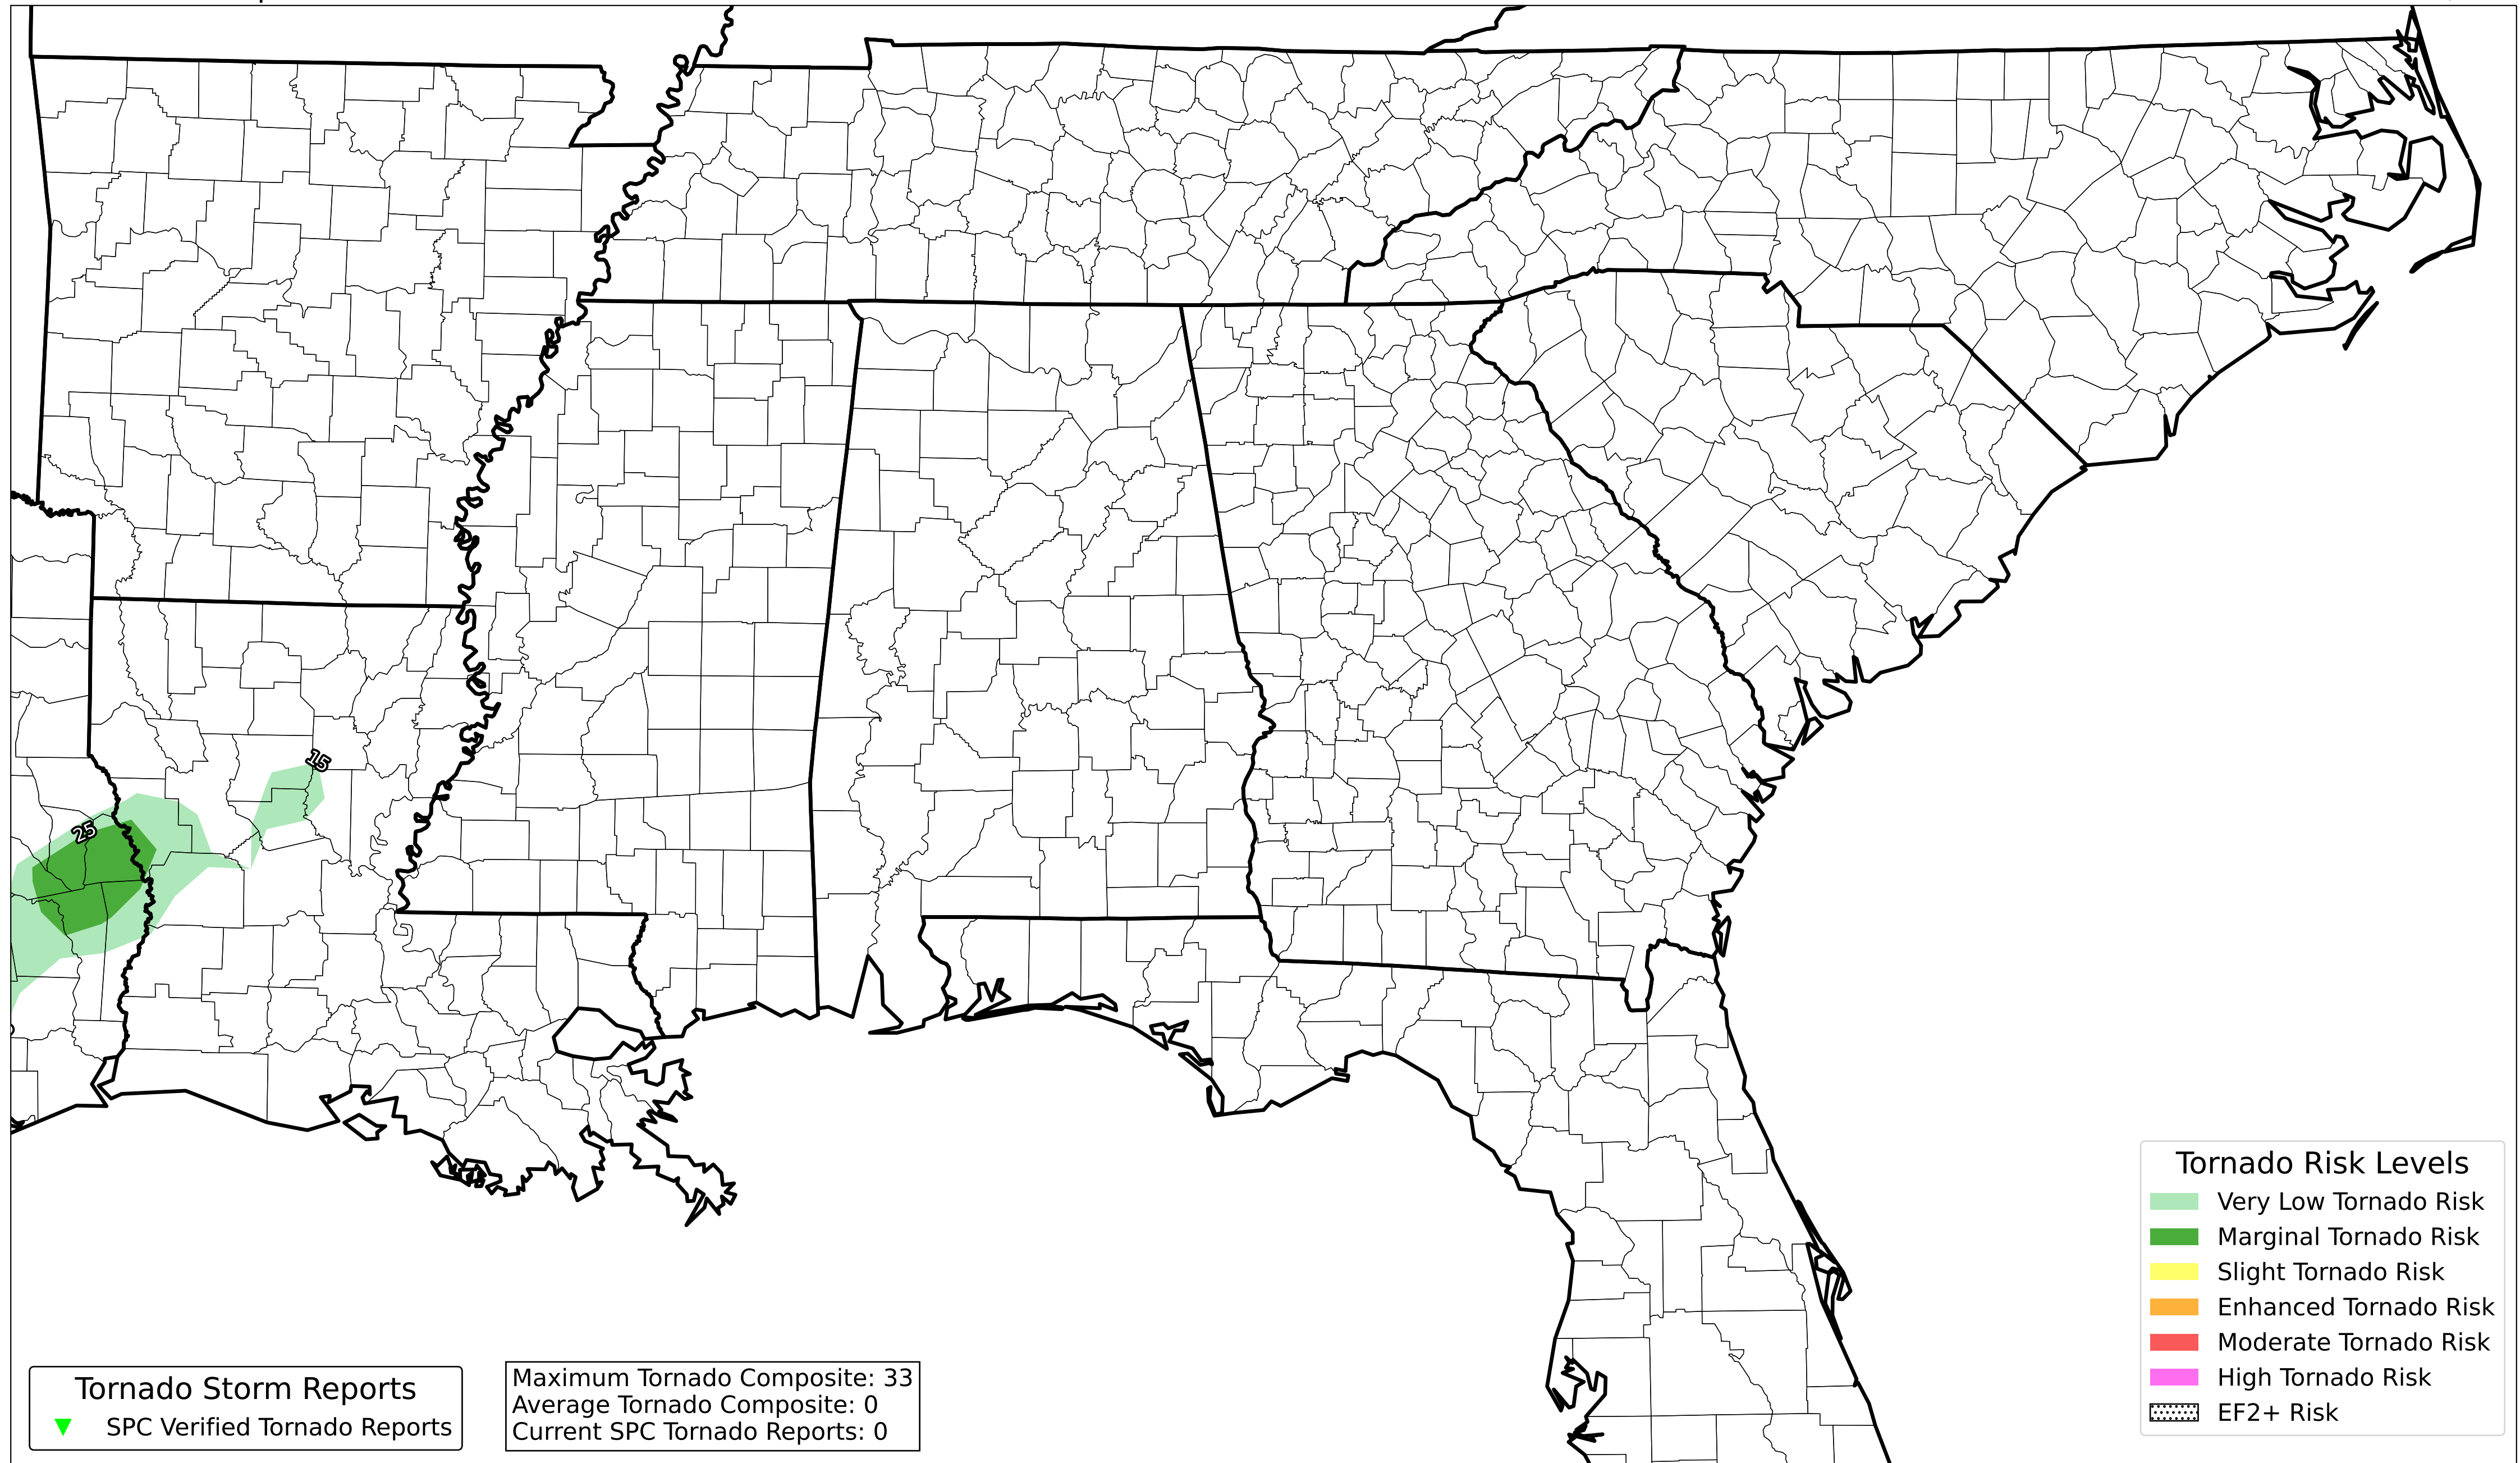 15
25
Tornado Risk Levels
Very Low Tornado Risk
Marginal Tornado Risk
Slight Tornado Risk
Enhanced Tornado Risk
Moderate Tornado Risk
High Tornado Risk
EF2+ Risk
Tornado Storm Reports
SPC Verified Tornado Reports
Maximum Tornado Composite: 33
Average Tornado Composite: 0
Current SPC Tornado Reports: 0